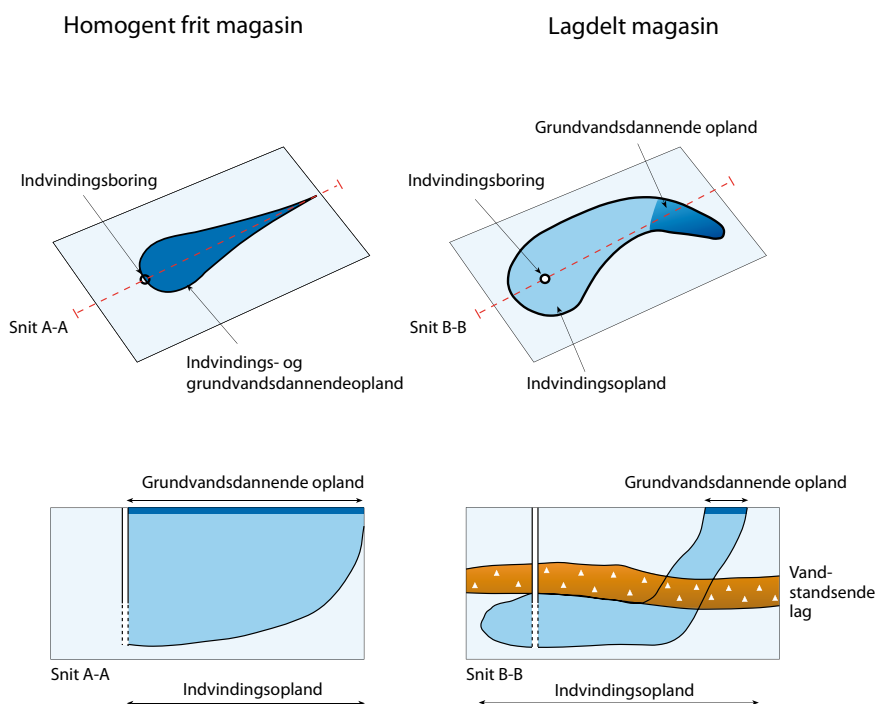 Homogent frit magasin
Lagdelt magasin
Indvindingsboring
Snit A-A
Indvindings- og
grundvandsdannendeopland
Grundvandsdannende opland
Indvindingsboring
Snit B-B
Indvindingsopland
Grundvandsdannende opland
Snit A-A
Indvindingsopland
Grundvandsdannende opland
Vand-
standsende
lag
Snit B-B
Indvindingsopland